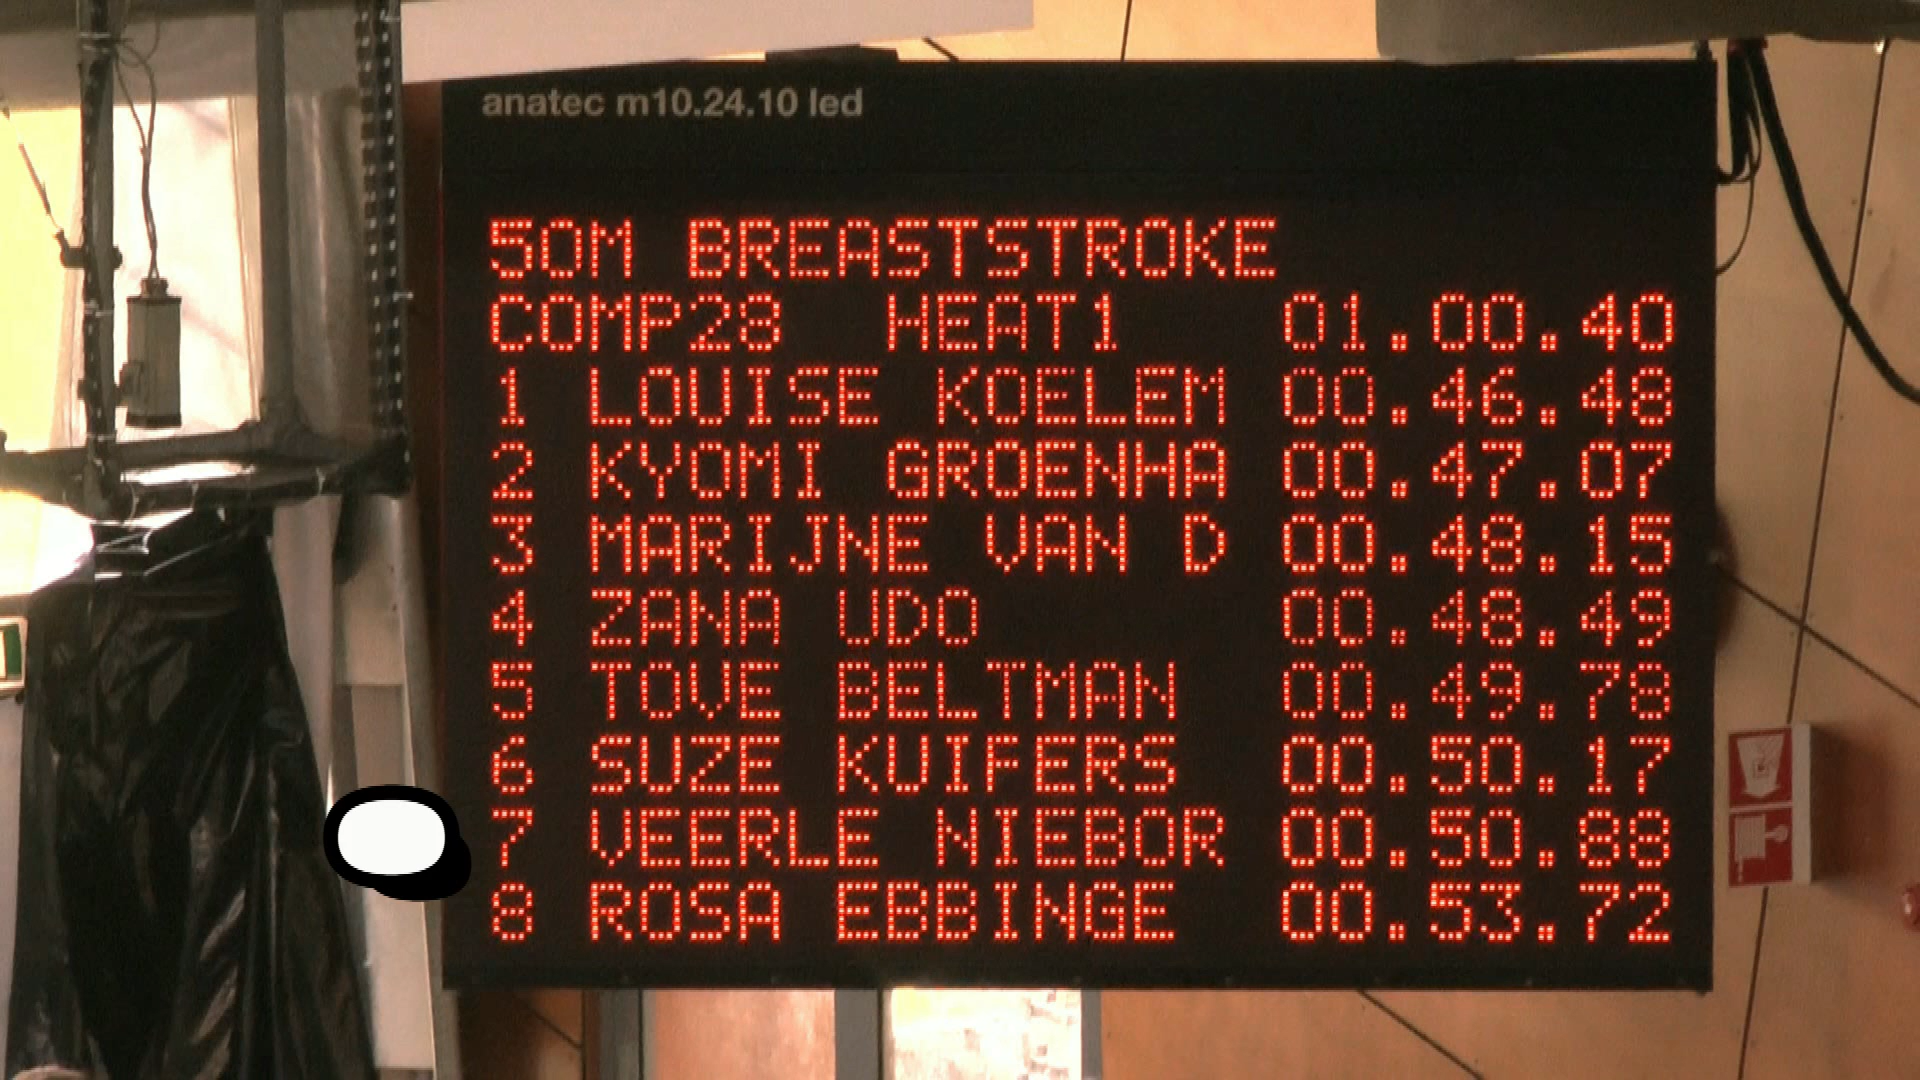 anatec m10.24.10 led
50M BREASTSTROKE
COMP28 HEAT1 01.00.40
1 LOUISE KOELEM 00.46.48
2 KYOMI GROENHA 00.47.07
3 MARIJNE VAN D 00.48.15
4 ZANA UDO 00.48.49
5 TOVE BELTMAN 00.49.78
6 SUZE KUIPERS 00.50.17
7 VEERLE NIEBOR 00.50.88
8 ROSA EBBINGE 00.53.72